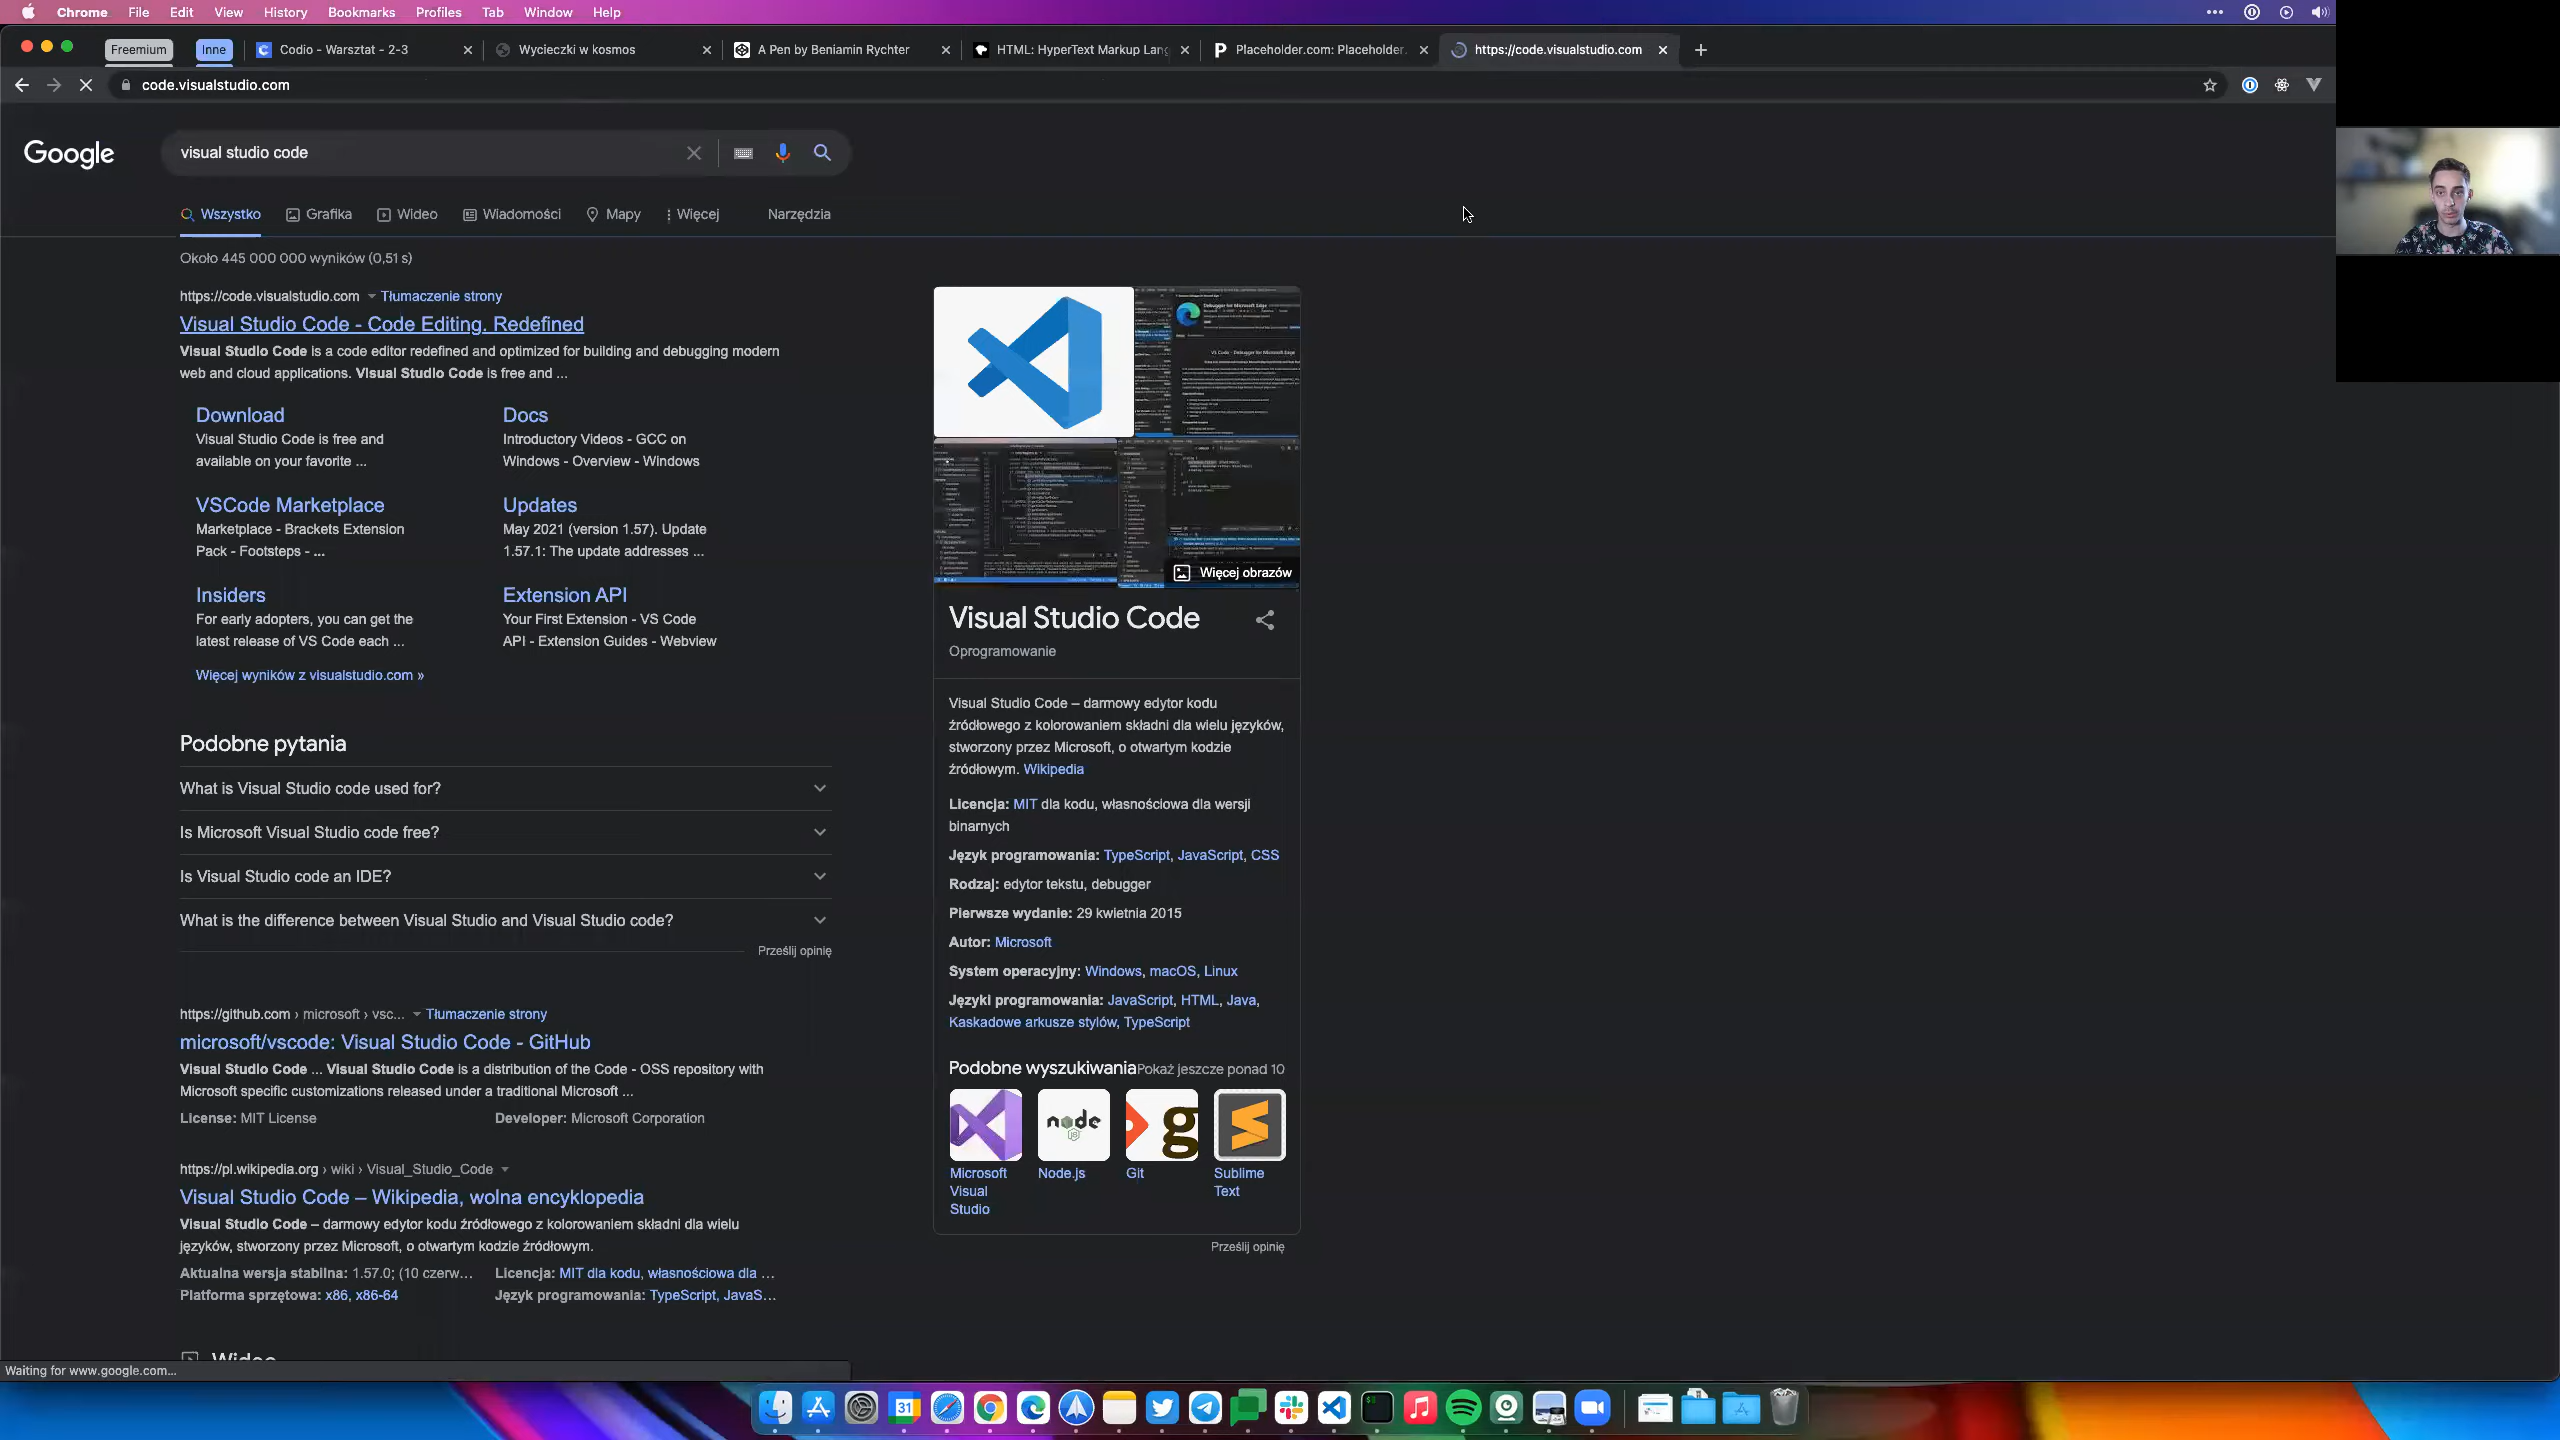 Chrome File Edit View History Bookmarks Profiles Tab Window Help
Freemium Inne Codio - Warsztat - 2-3 Wycieczki w kosmos A Pen by Beniamin Rychter HTML: HyperText Markup Lang Placeholder.com: Placeholder. https://code.visualstudio.com
code.visualstudio.com
Google visual studio code
Wszystko Grafika Wideo Wiadomości Mapy Więcej Narzędzia
Około 445 000 000 wyników (0,51 s)
https://code.visualstudio.com Tłumaczenie strony
Visual Studio Code - Code Editing. Redefined
Visual Studio Code is a code editor redefined and optimized for building and debugging modern
web and cloud applications. Visual Studio Code is free and ...
Download
Visual Studio Code is free and
available on your favorite ...
Docs
Introductory Videos - GCC on
Windows - Overview - Windows
VSCode Marketplace
Marketplace - Brackets Extension
Pack - Footsteps - ...
Updates
May 2021 (version 1.57). Update
1.57.1: The update addresses ...
Insiders
For early adopters, you can get the
latest release of VS Code each ...
Extension API
Your First Extension - VS Code
API - Extension Guides - Webview
Więcej wyników z visualstudio.com »
Podobne pytania
What is Visual Studio code used for?
Is Microsoft Visual Studio code free?
Is Visual Studio code an IDE?
What is the difference between Visual Studio and Visual Studio code?
Prześlij opinię
https://github.com › microsoft › vsc... Tłumaczenie strony
microsoft/vscode: Visual Studio Code - GitHub
Visual Studio Code ... Visual Studio Code is a distribution of the Code - OSS repository with
Microsoft specific customizations released under a traditional Microsoft ...
License: MIT License Developer: Microsoft Corporation
https://pl.wikipedia.org › wiki › Visual_Studio_Code
Visual Studio Code – Wikipedia, wolna encyklopedia
Visual Studio Code – darmowy edytor kodu źródłowego z kolorowaniem składni dla wielu
języków, stworzony przez Microsoft, o otwartym kodzie źródłowym.
Aktualna wersja stabilna: 1.57.0; (10 czerw... Licencja: MIT dla kodu, własnościowa dla ...
Platforma sprzętowa: x86, x86-64 Język programowania: TypeScript, JavaS...
Wideo
Waiting for www.google.com...
Więcej obrazów
Visual Studio Code
Oprogramowanie
Visual Studio Code – darmowy edytor kodu
źródłowego z kolorowaniem składni dla wielu języków,
stworzony przez Microsoft, o otwartym kodzie
źródłowym. Wikipedia
Licencja: MIT dla kodu, własnościowa dla wersji
binarnych
Język programowania: TypeScript, JavaScript, CSS
Rodzaj: edytor tekstu, debugger
Pierwsze wydanie: 29 kwietnia 2015
Autor: Microsoft
System operacyjny: Windows, macOS, Linux
Języki programowania: JavaScript, HTML, Java,
Kaskadowe arkusze stylów, TypeScript
Podobne wyszukiwania Pokaż jeszcze ponad 10
node
Microsoft
Visual
Studio
Node.js
Git
Sublime
Text
Prześlij opinię
31